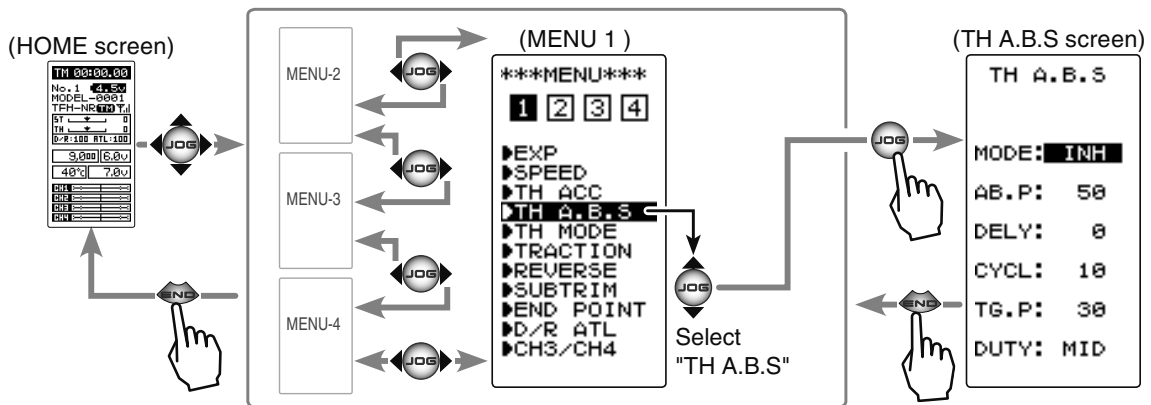 (HOME screen)
TM 00:00.00
No.1 4.5v
MODEL-0001
TFH-NR TM
ST 0
TH 0
D/R:100 ATL:100
9,000 6.0v
40℃ 7.0v
CH1
CH2
CH3
CH4
JOG
END
MENU-2
MENU-3
MENU-4
JOG
JOG
JOG
JOG
(MENU 1 )
***MENU***
1 2 3 4
EXP
SPEED
TH ACC
TH A.B.S
TH MODE
TRACTION
REVERSE
SUBTRIM
END POINT
D/R ATL
CH3/CH4
JOG
Select
"TH A.B.S"
JOG
END
(TH A.B.S screen)
TH A.B.S
MODE: INH
AB.P: 50
DELY: 0
CYCL: 10
TG.P: 30
DUTY: MID